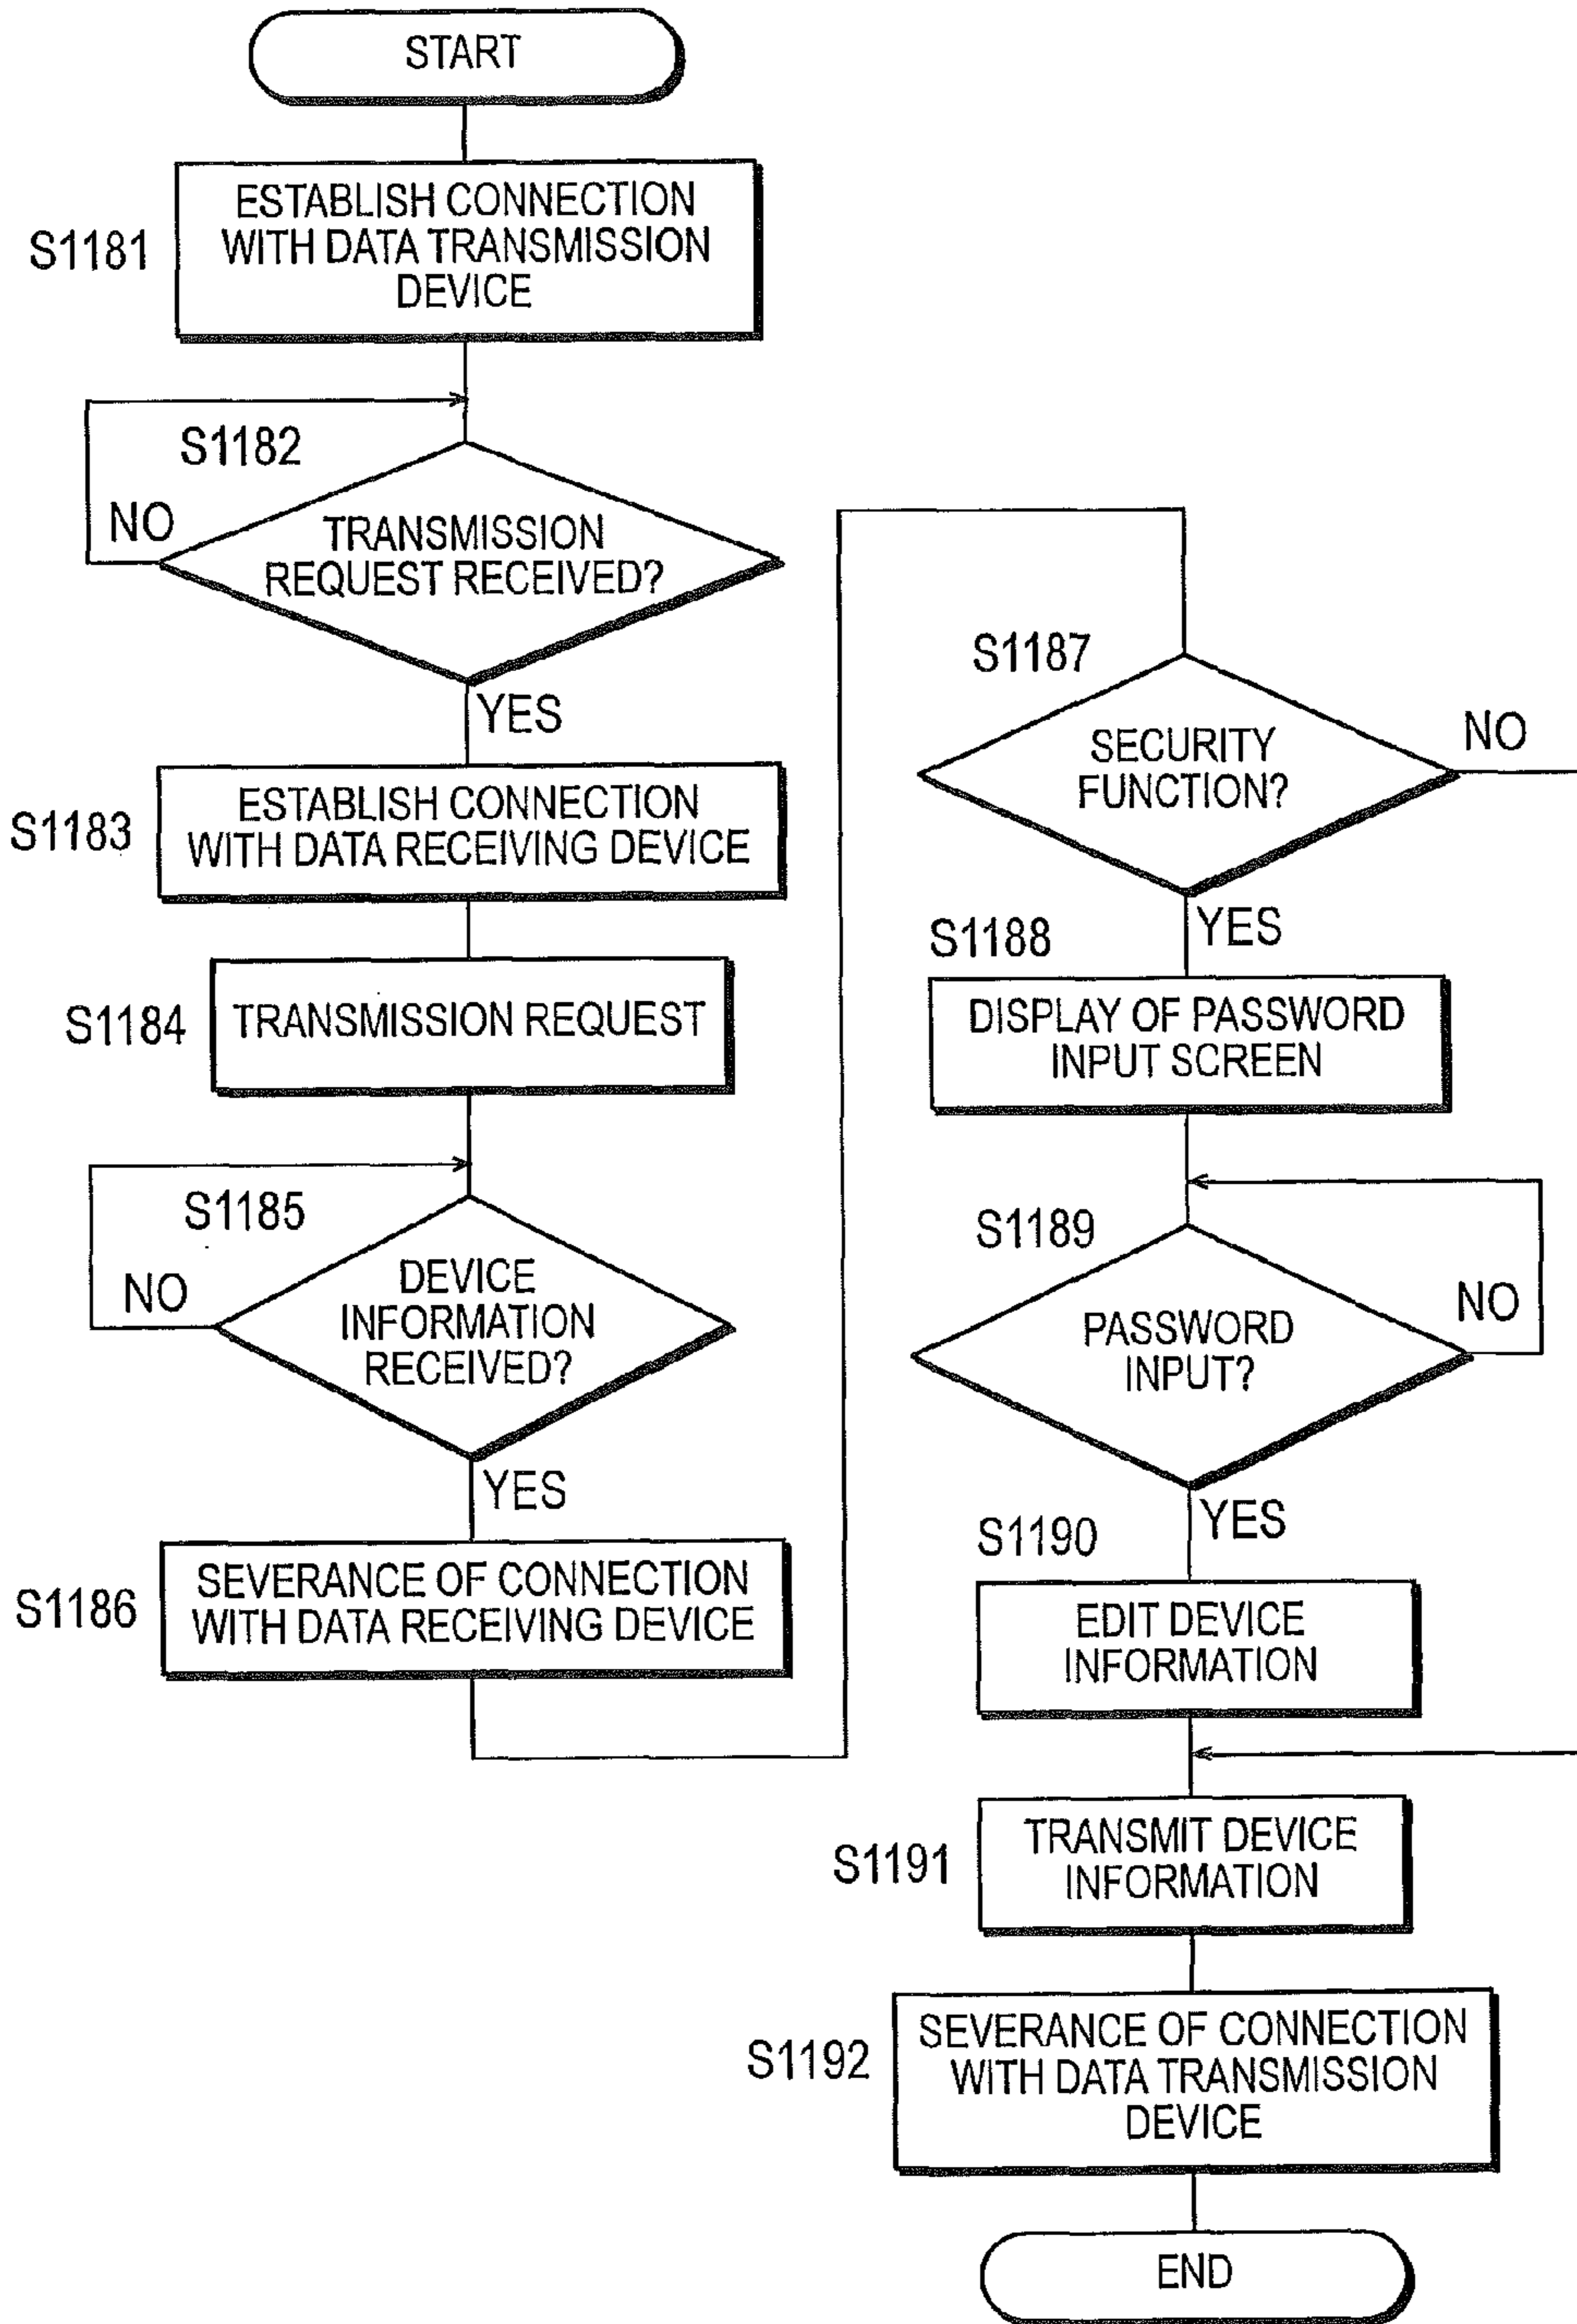 START
S1181
ESTABLISH CONNECTION
WITH DATA TRANSMISSION
DEVICE
S1182
NO
TRANSMISSION
REQUEST RECEIVED?
YES
S1183
ESTABLISH CONNECTION
WITH DATA RECEIVING DEVICE
S1184
TRANSMISSION REQUEST
S1185
NO
DEVICE
INFORMATION
RECEIVED?
YES
S1186
SEVERANCE OF CONNECTION
WITH DATA RECEIVING DEVICE
S1187
SECURITY
FUNCTION?
NO
YES
S1188
DISPLAY OF PASSWORD
INPUT SCREEN
S1189
PASSWORD
INPUT?
NO
YES
S1190
EDIT DEVICE
INFORMATION
S1191
TRANSMIT DEVICE
INFORMATION
S1192
SEVERANCE OF CONNECTION
WITH DATA TRANSMISSION
DEVICE
END